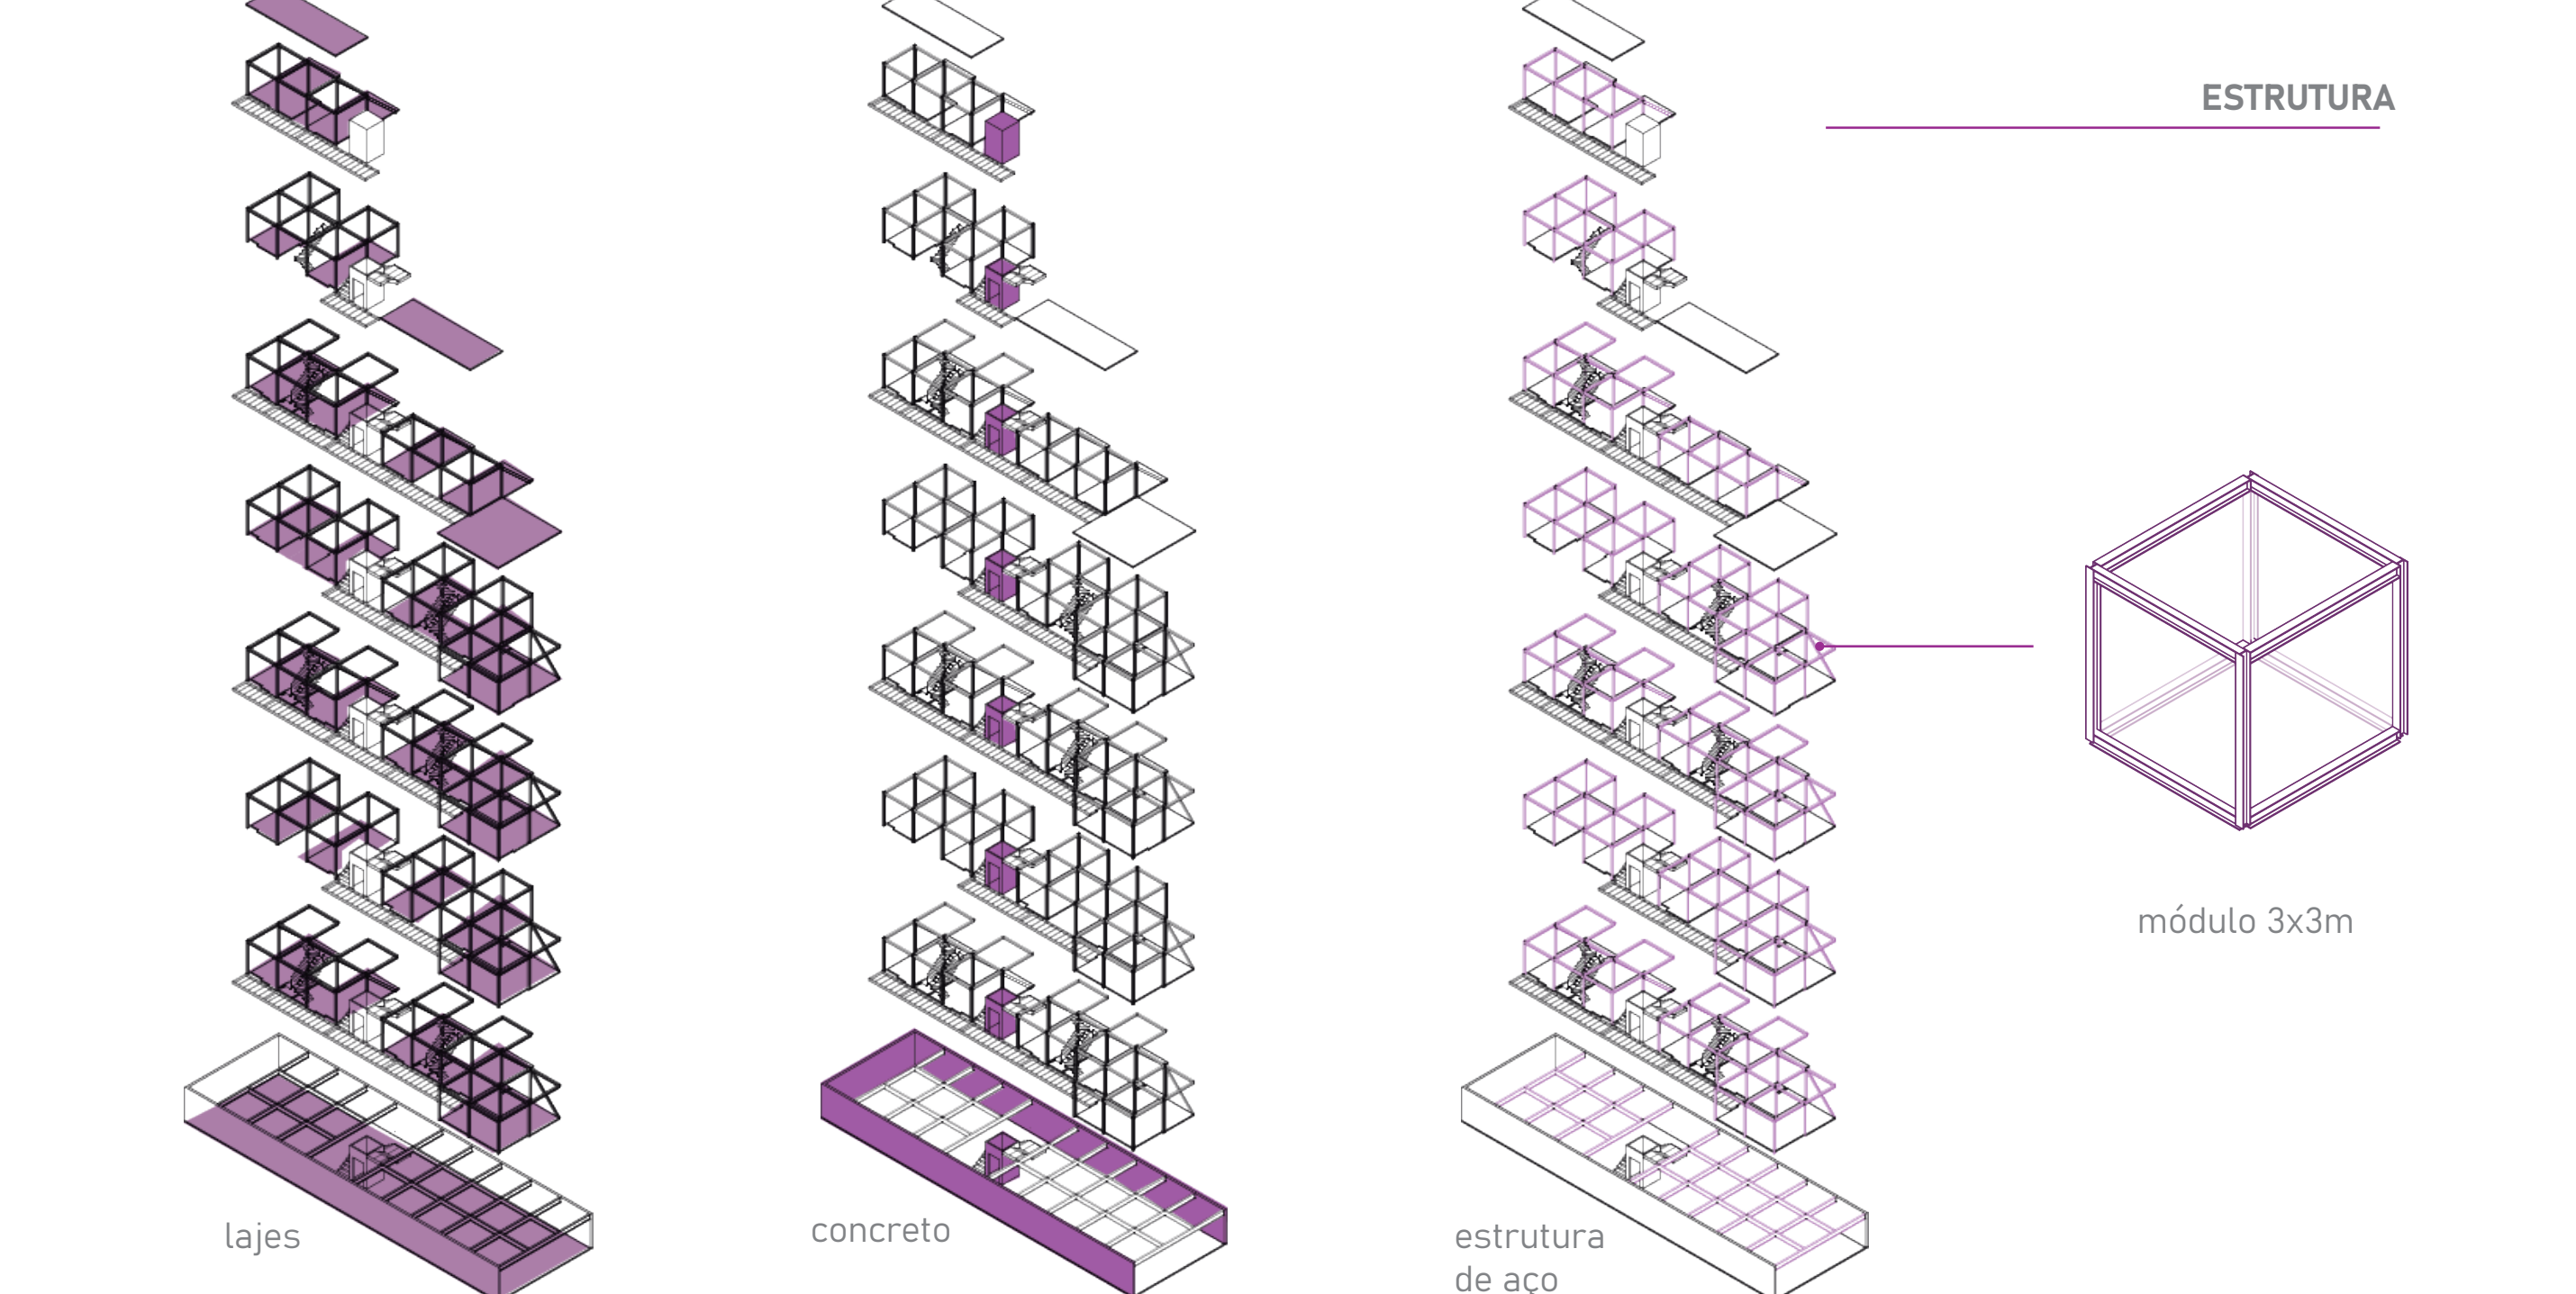 ESTRUTURA
módulo 3x3m
lajes
concreto
estrutura
de aço